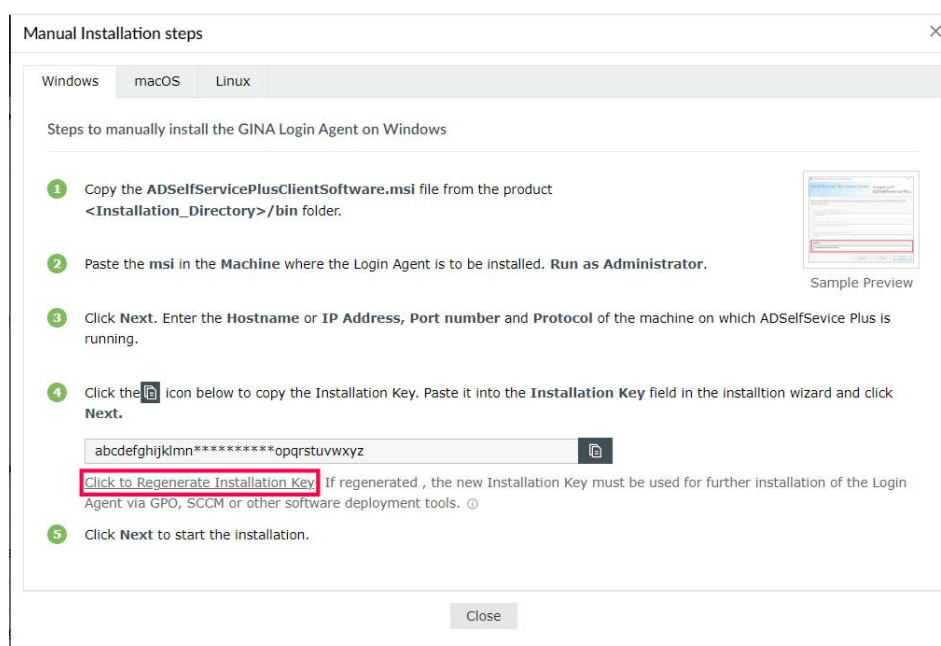 Manual Installation steps
Windows macOS Linux
Steps to manually install the GINA Login Agent on Windows
1 Copy the ADSelfServicePlusClientSoftware.msi file from the product
<Installation_Directory>/bin folder.
2 Paste the msi in the Machine where the Login Agent is to be installed. Run as Administrator.
Sample Preview
3 Click Next. Enter the Hostname or IP Address, Port number and Protocol of the machine on which ADSelfSevice Plus is
running.
4 Click the icon below to copy the Installation Key. Paste it into the Installation Key field in the installtion wizard and click
Next.
abcdefghijklmn**********opqrstuvwxyz
Click to Regenerate Installation Key. If regenerated , the new Installation Key must be used for further installation of the Login
Agent via GPO, SCCM or other software deployment tools.
5 Click Next to start the installation.
Close